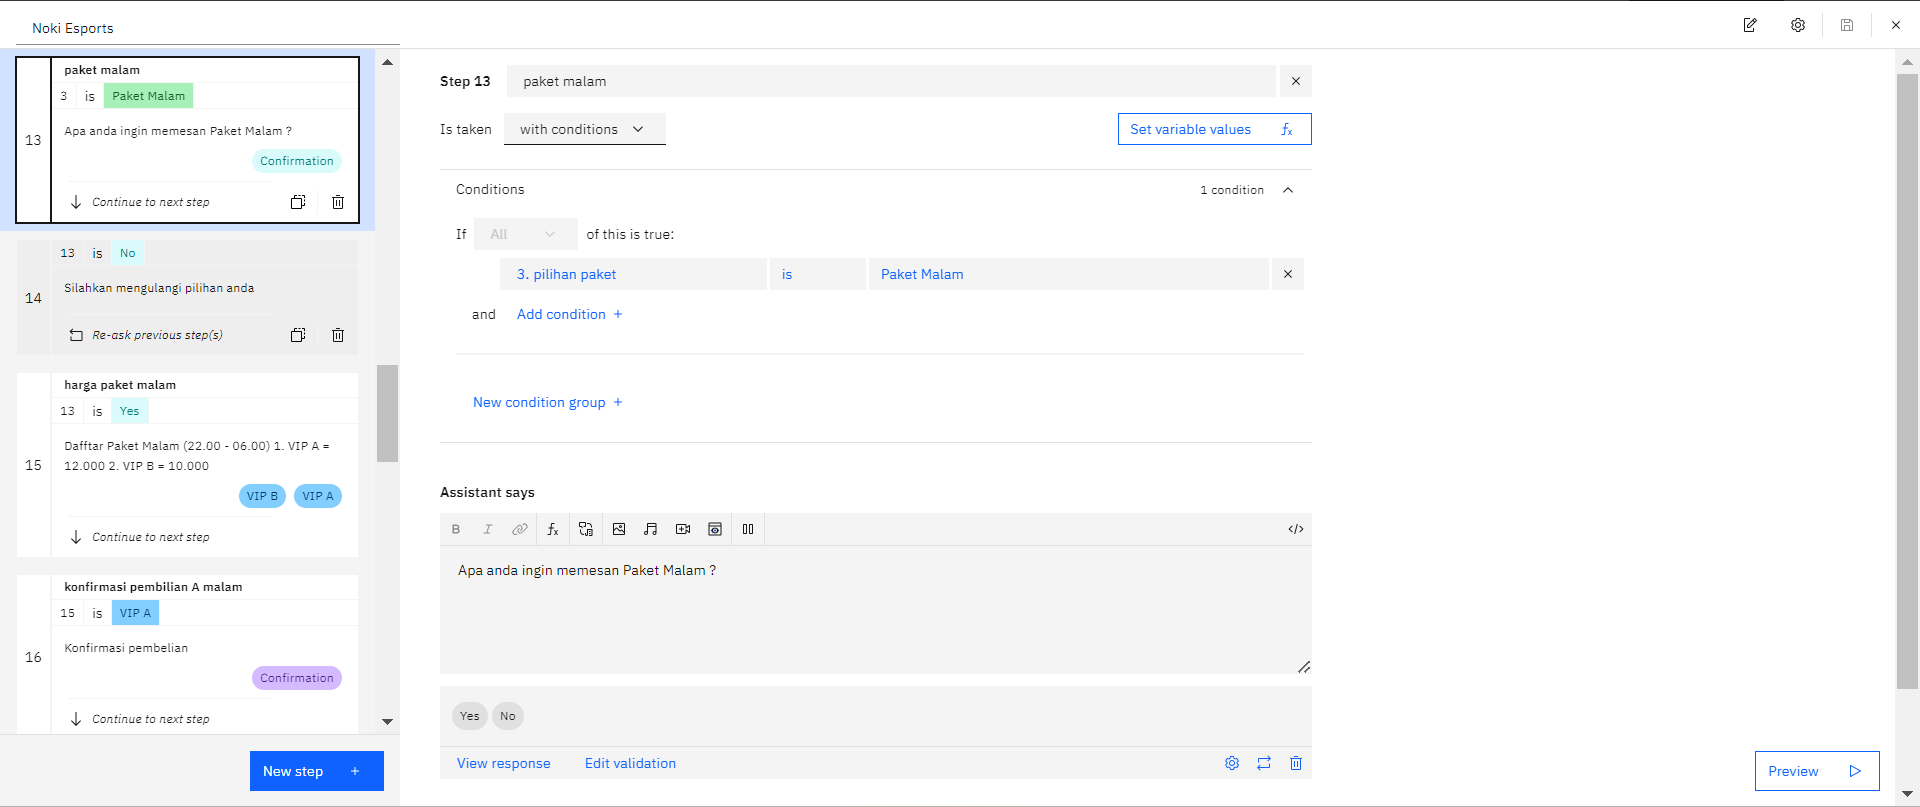 Noki Esports
paket malam
3 is Paket Malam
13
Apa anda ingin memesan Paket Malam ?
Confirmation
Continue to next step
13 is No
14
Silahkan mengulangi pilihan anda
Re-ask previous step(s)
harga paket malam
13 is Yes
15
Dafftar Paket Malam (22.00 - 06.00) 1. VIP A =
12.000 2. VIP B = 10.000
VIP B VIP A
Continue to next step
konfirmasi pembilian A malam
15 is VIP A
16
Konfirmasi pembelian
Confirmation
Continue to next step
New step +
Step 13 paket malam
Is taken with conditions
Set variable values fx
Conditions
1 condition
If All of this is true:
3. pilihan paket is Paket Malam
and Add condition +
New condition group +
Assistant says
B I fx </>
Apa anda ingin memesan Paket Malam ?
Yes No
View response Edit validation
Preview